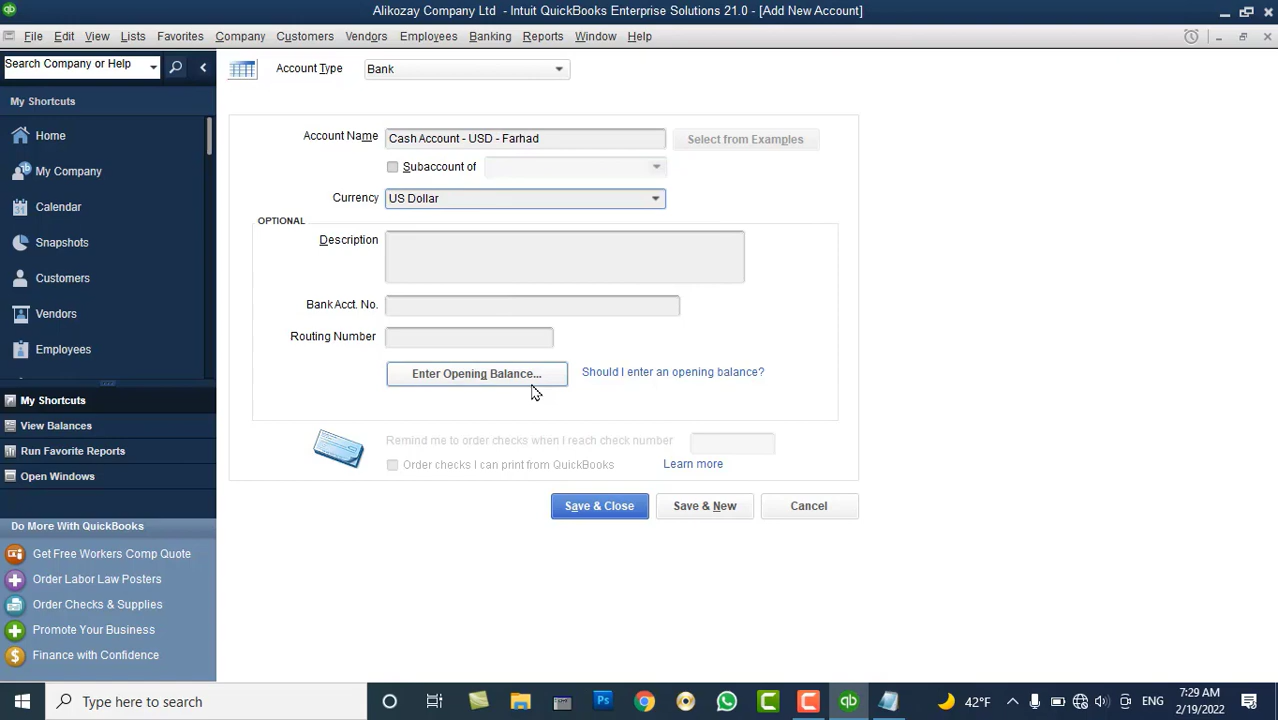 Alikozay Company Ltd - Intuit QuickBooks Enterprise Solutions 21.0 - [Add New Account]
File Edit View Lists Favorites Company Customers Vendors Employees Banking Reports Window Help
Search Company or Help
Account Type Bank
My Shortcuts
Home
My Company
Calendar
Snapshots
Customers
Vendors
Employees
Account Name Cash Account - USD - Farhad Select from Examples
Subaccount of
Currency US Dollar
OPTIONAL
Description
Bank Acct. No.
Routing Number
Enter Opening Balance... Should I enter an opening balance?
Remind me to order checks when I reach check number
Order checks I can print from QuickBooks Learn more
Save & Close Save & New Cancel
My Shortcuts
View Balances
Run Favorite Reports
Open Windows
Do More With QuickBooks
Get Free Workers Comp Quote
Order Labor Law Posters
Order Checks & Supplies
Promote Your Business
Finance with Confidence
Type here to search
Ps
qb
42°F
ENG
7:29 AM
2/19/2022